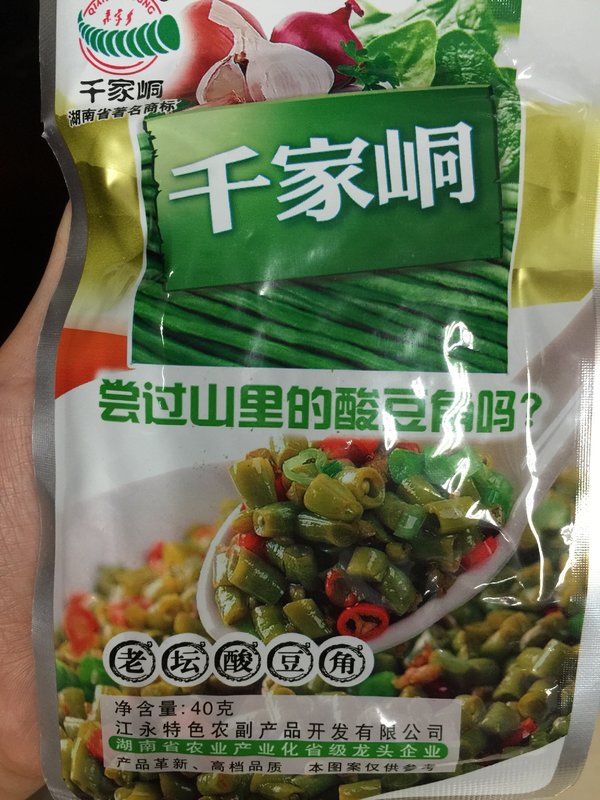 千家峒
湖南省著名商标
千家峒
尝过山里的酸豆角吗?
老坛酸豆角
净含量:40克
江永特色农副产品开发有限公司
湖南省农业产业化省级龙头企业
产品革新、高档品质 本图案仅供参考